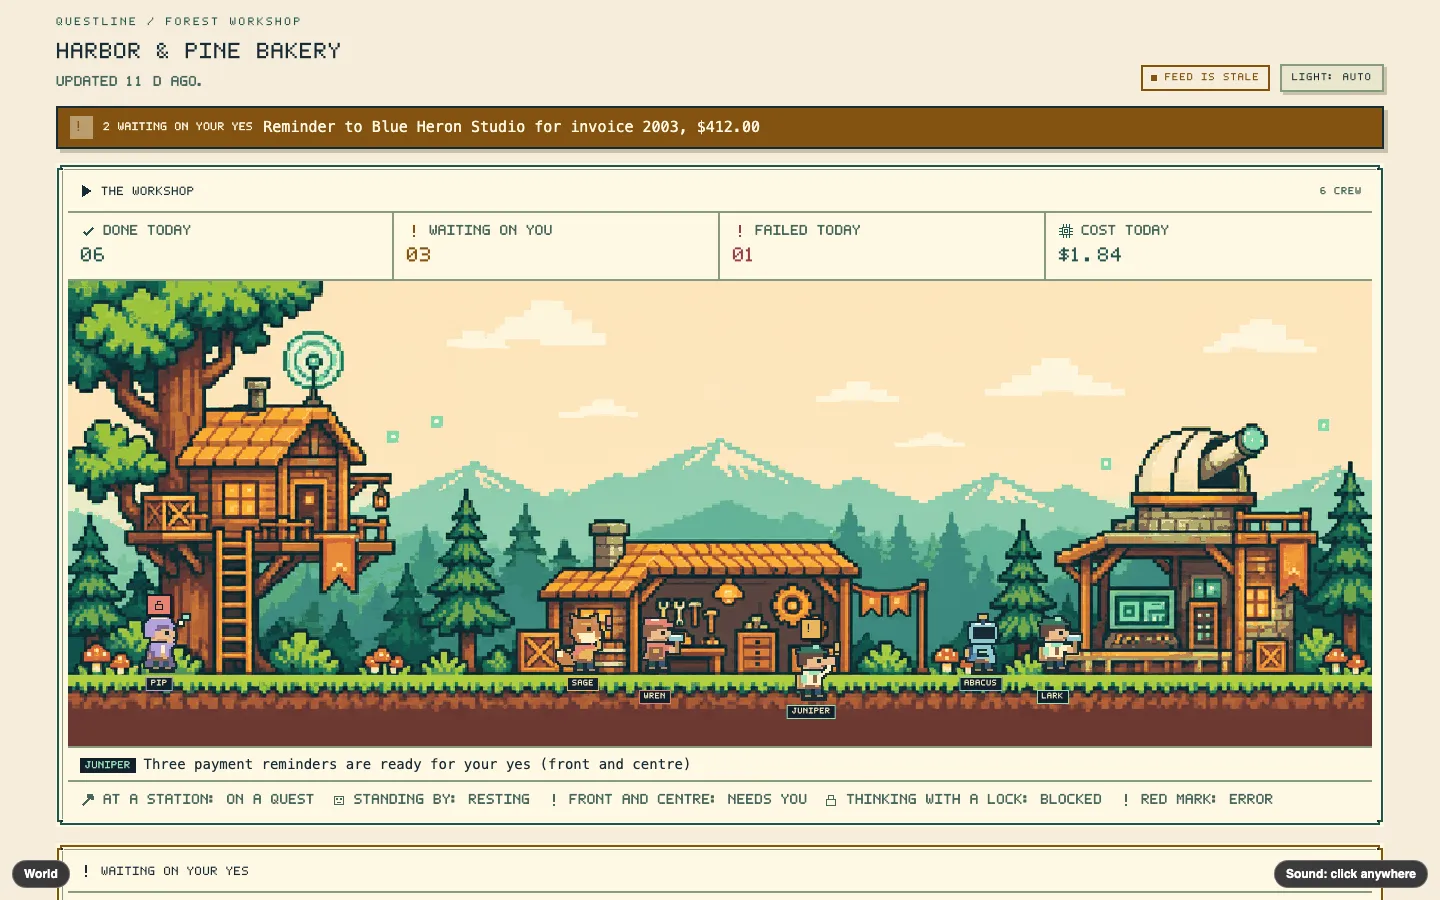 QUESTLINE / FOREST WORKSHOP
HARBOR & PINE BAKERY
UPDATED 11 D AGO.
FEED IS STALE
LIGHT: AUTO
! 2 WAITING ON YOUR YES Reminder to Blue Heron Studio for invoice 2003, $412.00
THE WORKSHOP
6 CREW
DONE TODAY
06
! WAITING ON YOU
03
! FAILED TODAY
01
COST TODAY
$1.84
!
PIP
SAGE
WREN
JUNIPER
ABACUS
LARK
JUNIPER Three payment reminders are ready for your yes (front and centre)
AT A STATION: ON A QUEST STANDING BY: RESTING ! FRONT AND CENTRE: NEEDS YOU THINKING WITH A LOCK: BLOCKED ! RED MARK: ERROR
! WAITING ON YOUR YES
World
Sound: click anywhere